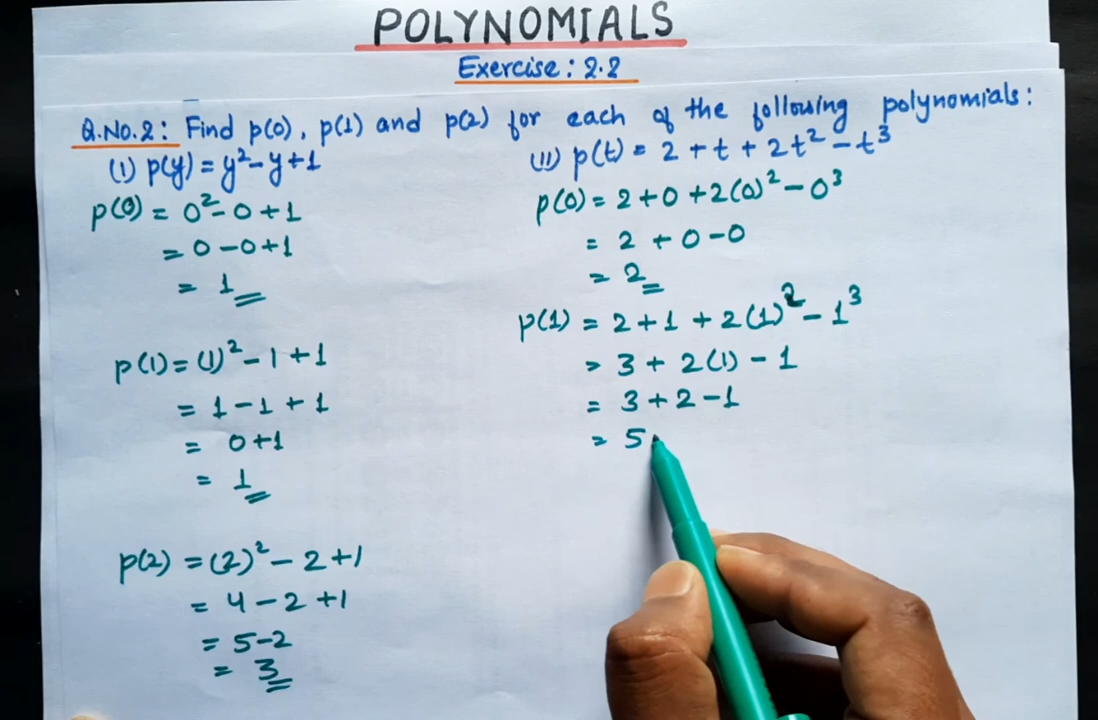 POLYNOMIALS
Exercise: 2.2
Q.No.2: Find p(0), p(1) and p(2) for each of the following polynomials:
(i) p(y) = y² - y + 1
p(0) = 0² - 0 + 1
= 0 - 0 + 1
= 1
p(1) = (1)² - 1 + 1
= 1 - 1 + 1
= 0 + 1
= 1
p(2) = (2)² - 2 + 1
= 4 - 2 + 1
= 5 - 2
= 3
(ii) p(t) = 2 + t + 2t² - t³
p(0) = 2 + 0 + 2(0)² - 0³
= 2 + 0 - 0
= 2
p(1) = 2 + 1 + 2(1)² - 1³
= 3 + 2(1) - 1
= 3 + 2 - 1
= 5